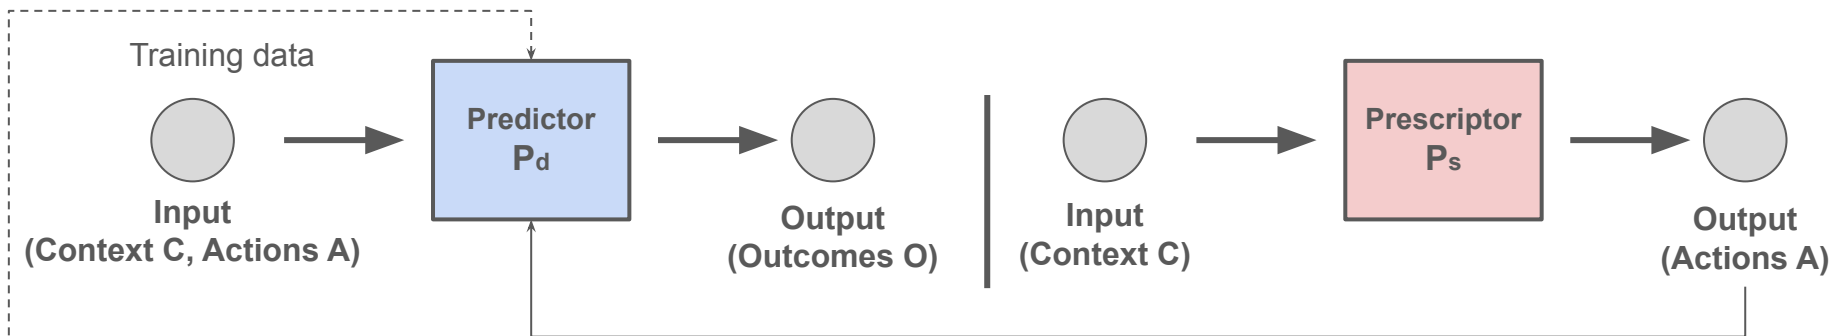 Training data
Predictor
Pd
Input
(Context C, Actions A)
Output
(Outcomes O)
Input
(Context C)
Prescriptor
Ps
Output
(Actions A)